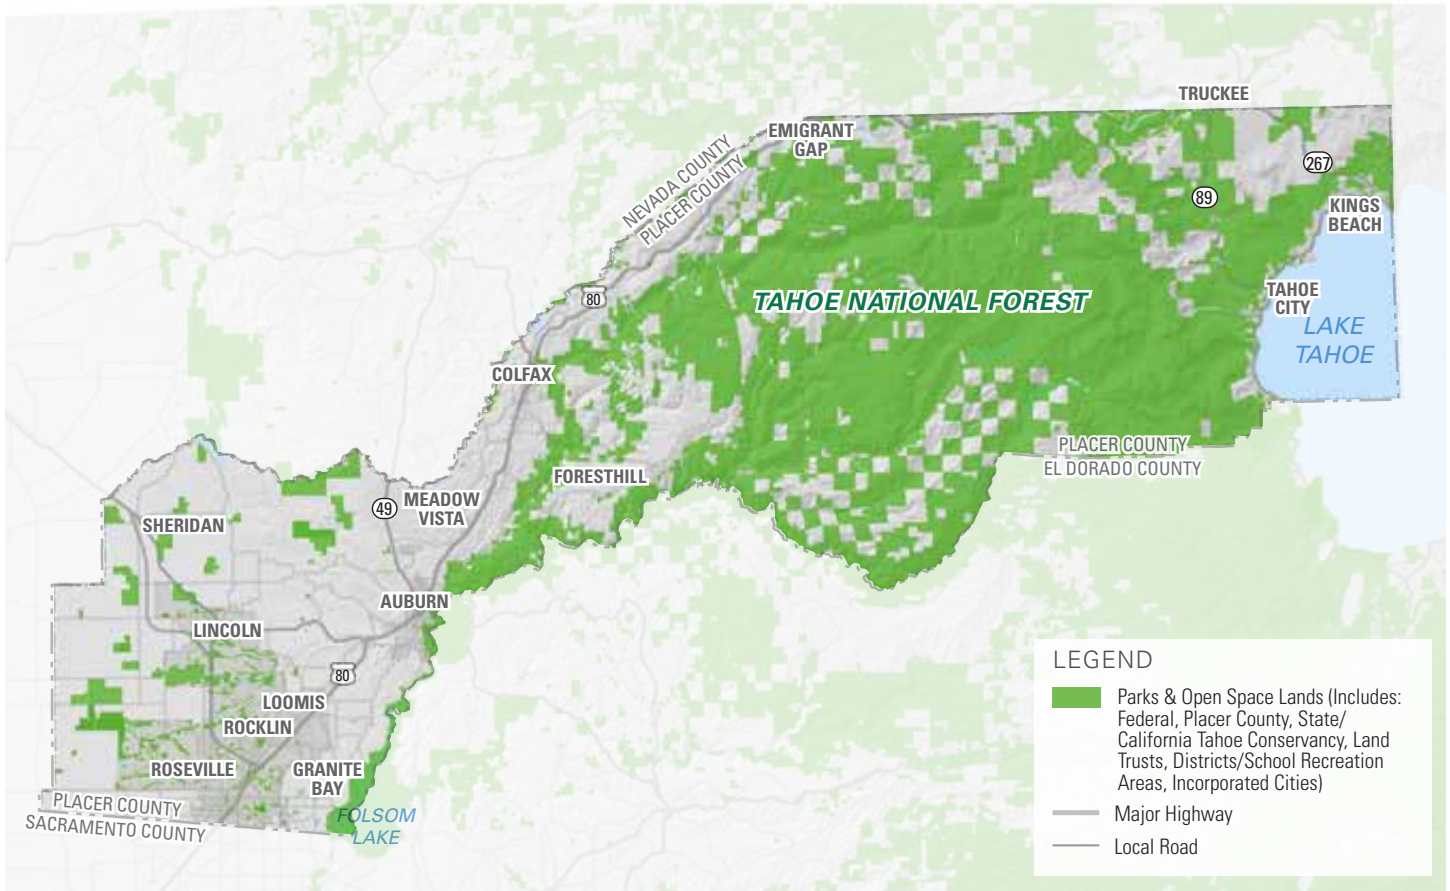 TRUCKEE
EMIGRANT
GAP
NEVADA COUNTY
PLACER COUNTY
267
89
KINGS
BEACH
80
TAHOE NATIONAL FOREST
TAHOE
CITY
LAKE
TAHOE
COLFAX
PLACER COUNTY
EL DORADO COUNTY
FORESTHILL
49
MEADOW
VISTA
SHERIDAN
AUBURN
LINCOLN
80
LOOMIS
ROCKLIN
ROSEVILLE
GRANITE
BAY
PLACER COUNTY
SACRAMENTO COUNTY
FOLSOM
LAKE
LEGEND
Parks & Open Space Lands (Includes:
Federal, Placer County, State/
California Tahoe Conservancy, Land
Trusts, Districts/School Recreation
Areas, Incorporated Cities)
Major Highway
Local Road